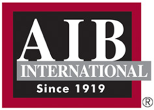 AIB
INTERNATIONAL
Since 1919
®